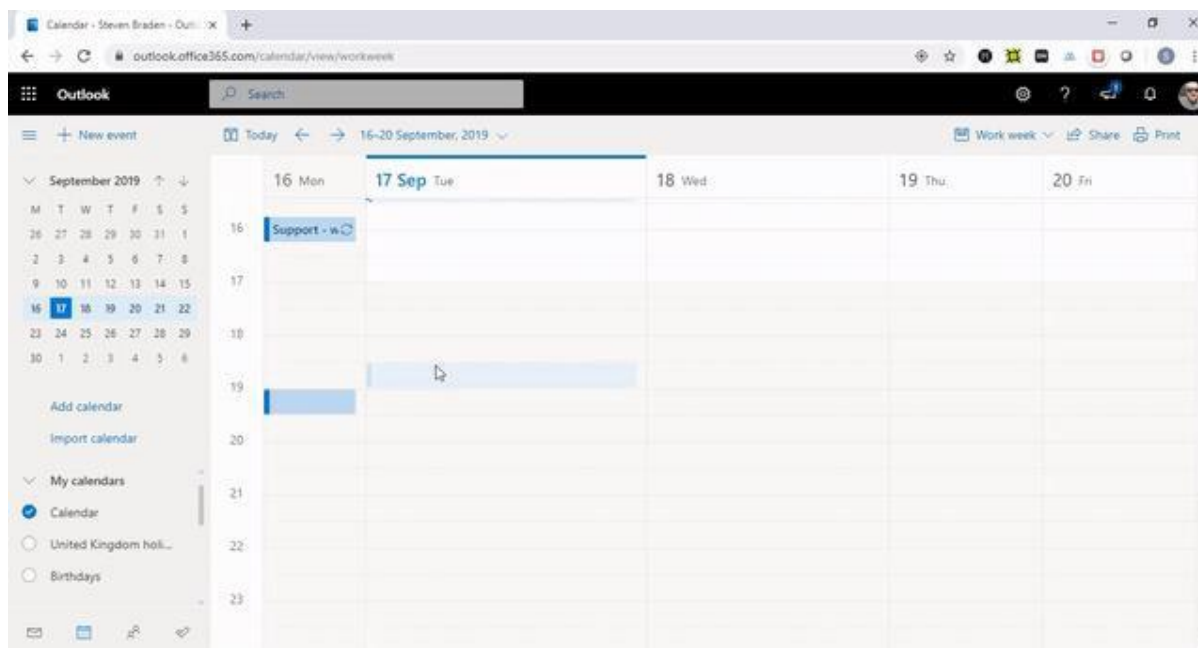 Calendar - Steven Braden - Out
outlook.office365.com/calendar/view/workweek
Outlook
Search
New event
Today
16–20 September, 2019
Work week
Share
Print
September 2019
16 Mon
17 Sep Tue
18 Wed
19 Thu
20 Fri
M T W T F S S
26 27 28 29 30 31 1
2 3 4 5 6 7 8
9 10 11 12 13 14 15
16 17 18 19 20 21 22
23 24 25 26 27 28 29
30 1 2 3 4 5 6
Add calendar
Import calendar
My calendars
Calendar
United Kingdom holi...
Birthdays
16
Support - w
17
18
19
20
21
22
23